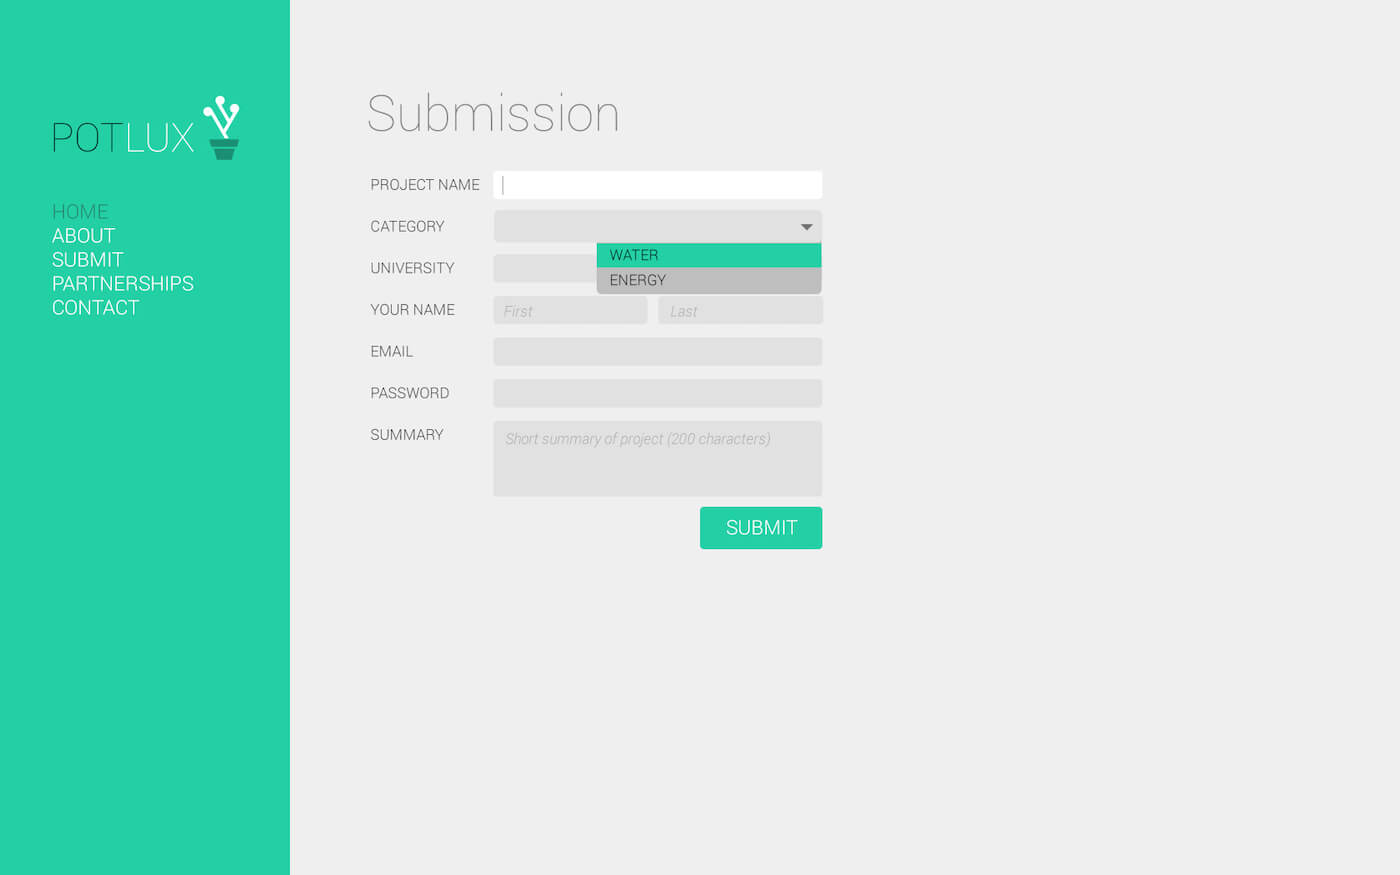 POTLUX
HOME
ABOUT
SUBMIT
PARTNERSHIPS
CONTACT
Submission
PROJECT NAME
CATEGORY
WATER
ENERGY
UNIVERSITY
YOUR NAME First Last
EMAIL
PASSWORD
SUMMARY Short summary of project (200 characters)
SUBMIT